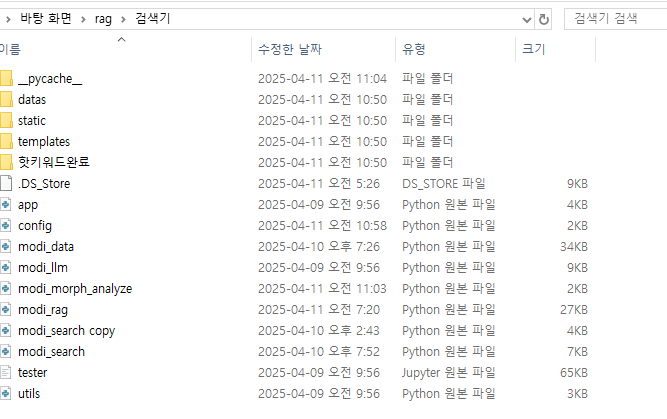 바탕 화면 > rag > 검색기 검색기 검색
이름 수정한 날짜 유형 크기
__pycache__ 2025-04-11 오전 11:04 파일 폴더
datas 2025-04-11 오전 10:50 파일 폴더
static 2025-04-11 오전 10:50 파일 폴더
templates 2025-04-11 오전 10:50 파일 폴더
핫키워드완료 2025-04-11 오전 10:50 파일 폴더
.DS_Store 2025-04-11 오전 5:26 DS_STORE 파일 9KB
app 2025-04-09 오전 9:56 Python 원본 파일 4KB
config 2025-04-11 오전 10:58 Python 원본 파일 2KB
modi_data 2025-04-10 오후 7:26 Python 원본 파일 34KB
modi_llm 2025-04-09 오전 9:56 Python 원본 파일 9KB
modi_morph_analyze 2025-04-11 오전 11:03 Python 원본 파일 2KB
modi_rag 2025-04-11 오전 7:20 Python 원본 파일 27KB
modi_search copy 2025-04-10 오후 2:43 Python 원본 파일 4KB
modi_search 2025-04-10 오후 7:52 Python 원본 파일 7KB
tester 2025-04-09 오전 9:56 Jupyter 원본 파일 65KB
utils 2025-04-09 오전 9:56 Python 원본 파일 3KB